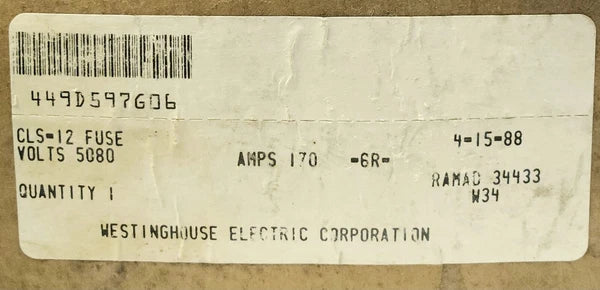 449D597G06
CLS-12 FUSE
VOLTS 5080
AMPS 170 -6R-
4-15-88
RAMAD 34433
W34
QUANTITY 1
WESTINGHOUSE ELECTRIC CORPORATION